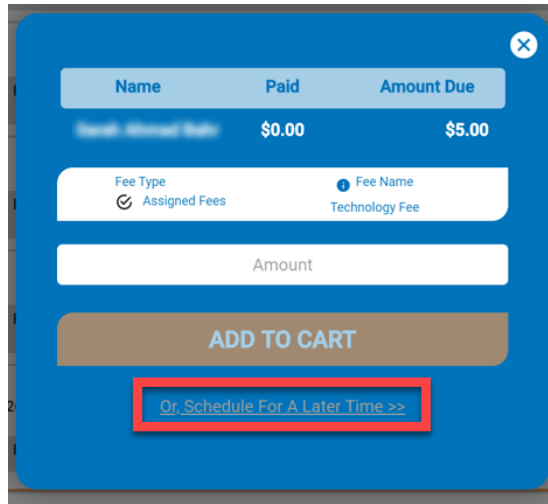 Name Paid Amount Due
$0.00 $5.00
Fee Type Fee Name
Assigned Fees Technology Fee
Amount
ADD TO CART
Or, Schedule For A Later Time >>